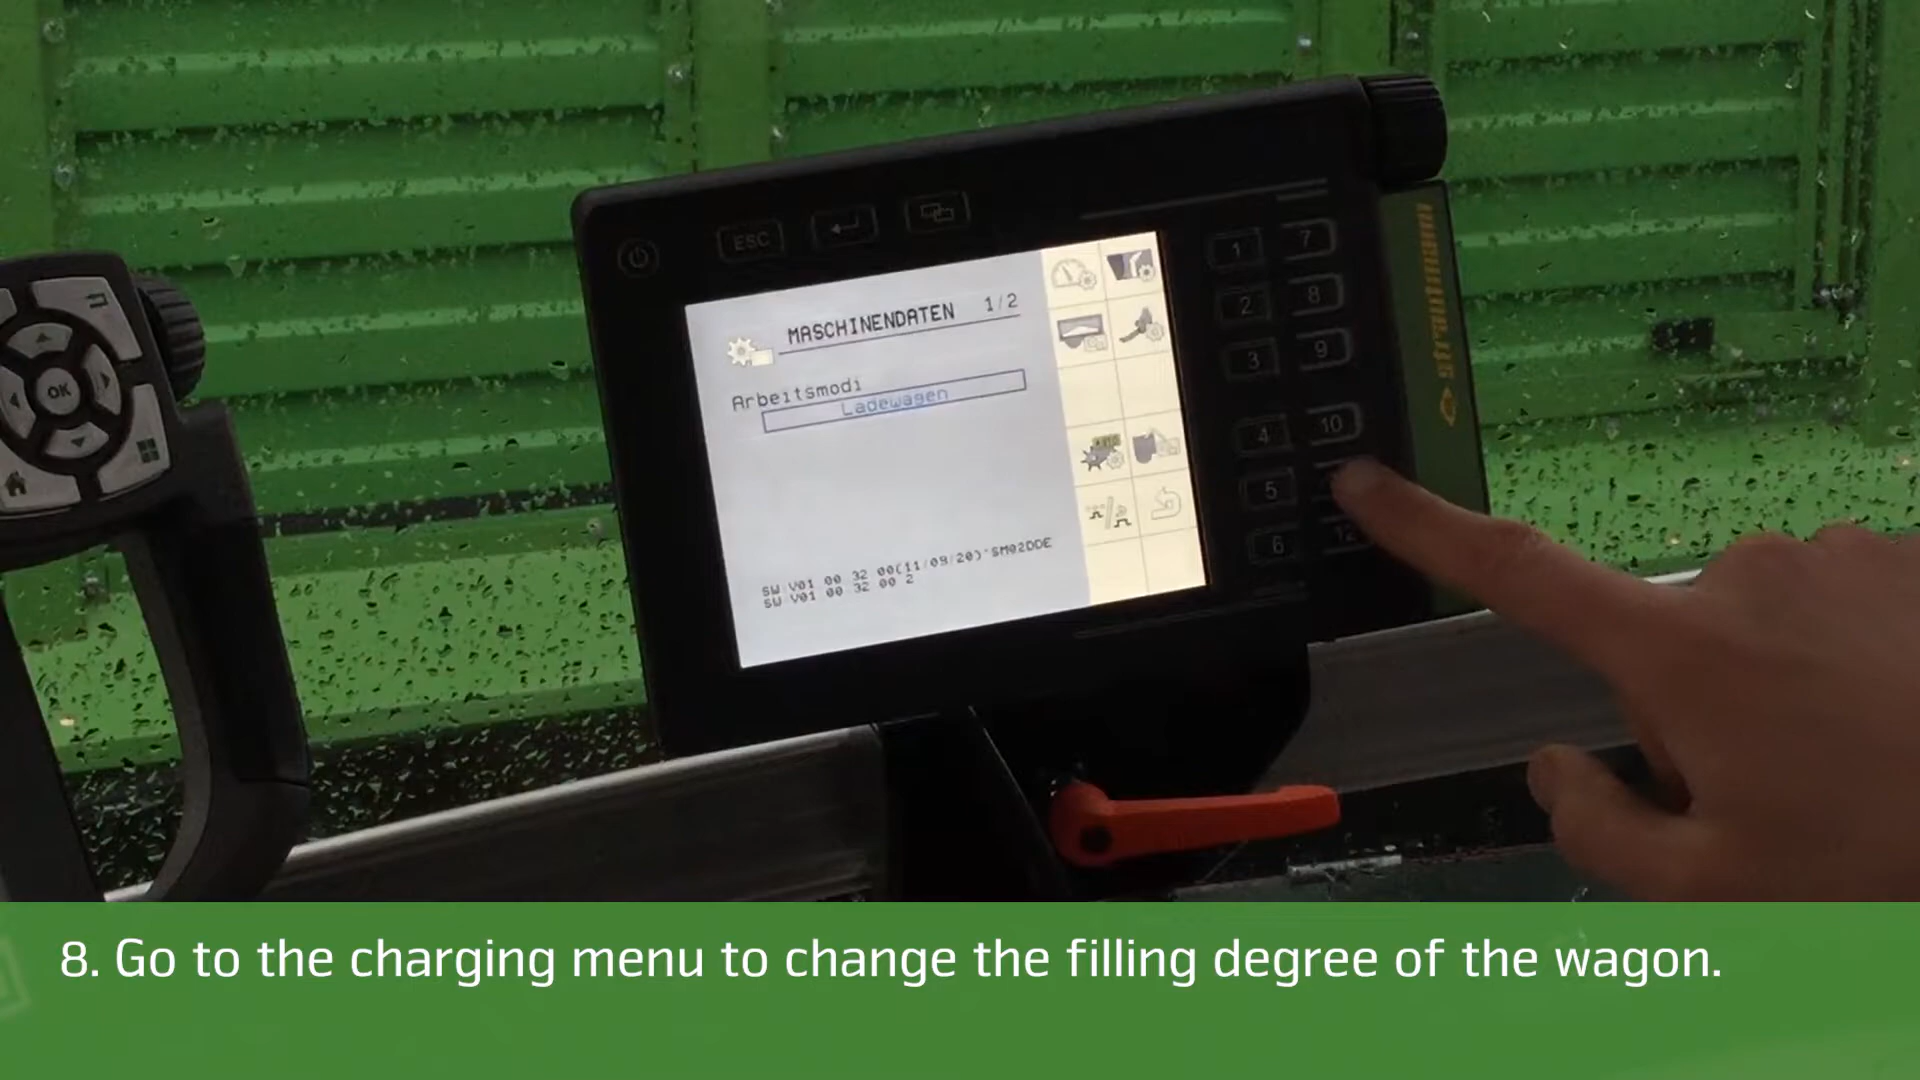 ESC
MASCHINENDATEN 1/2
Arbeitsmodi
Ladewagen
SW V01 00 32 00(11/09/20)"SM02DDE
SW V01 00 32 00 2
OK
1 7
2 8
3 9
4 10
5
6 12
strautmann
8. Go to the charging menu to change the filling degree of the wagon.